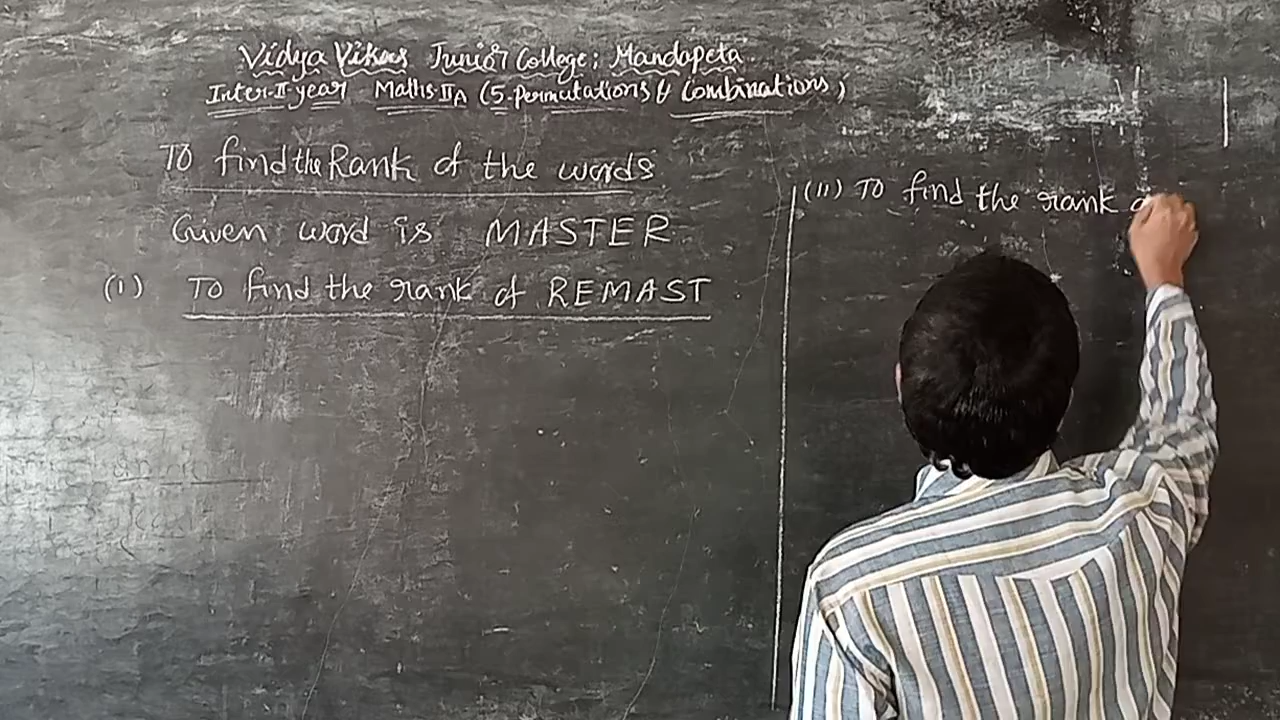 Vidya Vikas Junior College; Mandapeta
Inter-II year Maths IIA (5. Permutations & Combinations)
To find the Rank of the words
Given word is MASTER
(1) To find the rank of REMAST
(11) To find the rank